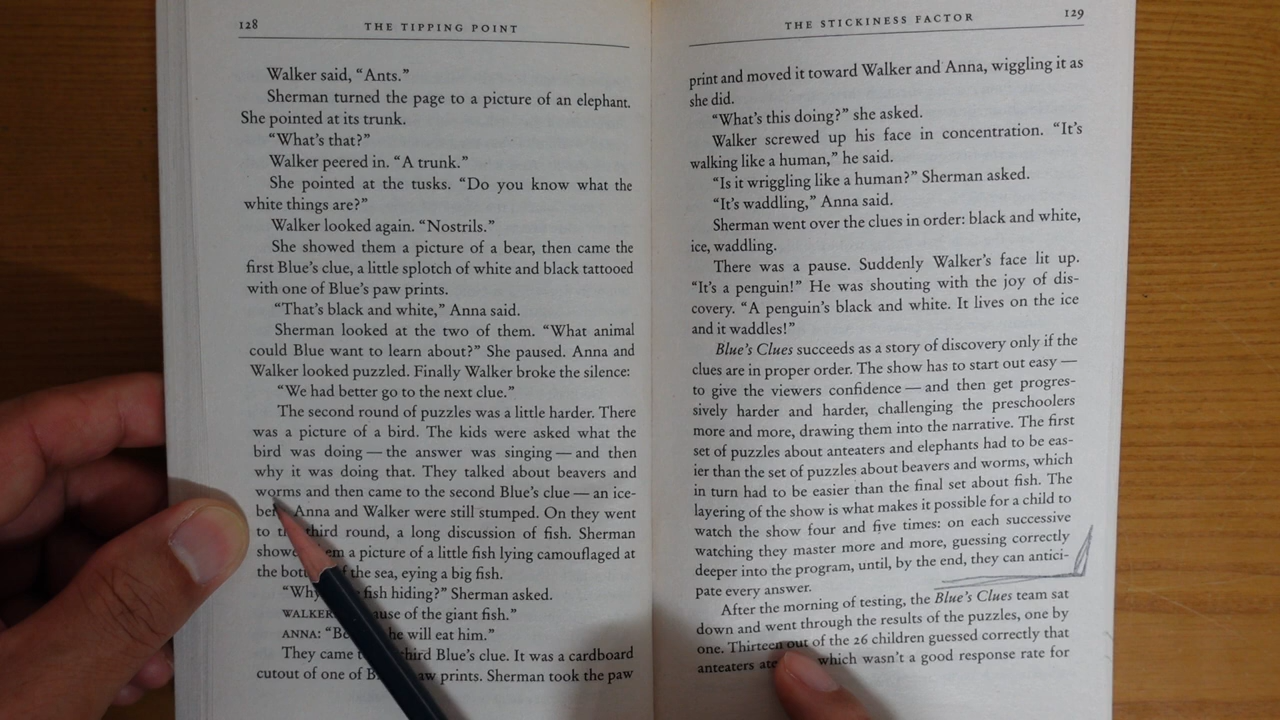 128
THE TIPPING POINT
Walker said, “Ants.”
Sherman turned the page to a picture of an elephant.
She pointed at its trunk.
“What’s that?”
Walker peered in. “A trunk.”
She pointed at the tusks. “Do you know what the
white things are?”
Walker looked again. “Nostrils.”
She showed them a picture of a bear, then came the
first Blue’s clue, a little splotch of white and black tattooed
with one of Blue’s paw prints.
“That’s black and white,” Anna said.
Sherman looked at the two of them. “What animal
could Blue want to learn about?” She paused. Anna and
Walker looked puzzled. Finally Walker broke the silence:
“We had better go to the next clue.”
The second round of puzzles was a little harder. There
was a picture of a bird. The kids were asked what the
bird was doing — the answer was singing — and then
why it was doing that. They talked about beavers and
worms and then came to the second Blue’s clue — an ice-
Anna and Walker were still stumped. On they went
to third round, a long discussion of fish. Sherman
a picture of a little fish lying camouflaged at
the of the sea, eying a big fish.
fish hiding?” Sherman asked.
WALKER of the giant fish.”
ANNA: he will eat him.”
They came third Blue’s clue. It was a cardboard
cutout of one of prints. Sherman took the paw
THE STICKINESS FACTOR
129
print and moved it toward Walker and Anna, wiggling it as
she did.
“What’s this doing?” she asked.
Walker screwed up his face in concentration. “It’s
walking like a human,” he said.
“Is it wriggling like a human?” Sherman asked.
“It’s waddling,” Anna said.
Sherman went over the clues in order: black and white,
ice, waddling.
There was a pause. Suddenly Walker’s face lit up.
“It’s a penguin!” He was shouting with the joy of dis-
covery. “A penguin’s black and white. It lives on the ice
and it waddles!”
Blue’s Clues succeeds as a story of discovery only if the
clues are in proper order. The show has to start out easy —
to give the viewers confidence — and then get progres-
sively harder and harder, challenging the preschoolers
more and more, drawing them into the narrative. The first
set of puzzles about anteaters and elephants had to be eas-
ier than the set of puzzles about beavers and worms, which
in turn had to be easier than the final set about fish. The
layering of the show is what makes it possible for a child to
watch the show four and five times: on each successive
watching they master more and more, guessing correctly
deeper into the program, until, by the end, they can antici-
pate every answer.
After the morning of testing, the Blue’s Clues team sat
down and went through the results of the puzzles, one by
one. Thirteen out of the 26 children guessed correctly that
anteaters which wasn’t a good response rate for